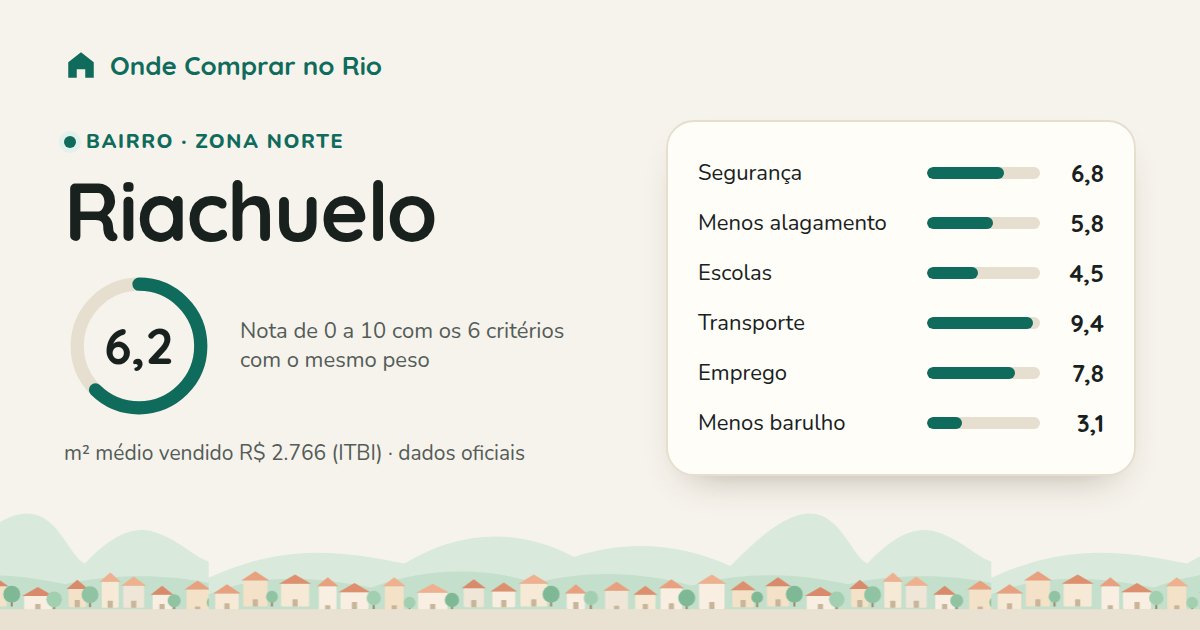 Onde Comprar no Rio
BAIRRO · ZONA NORTE
Riachuelo
6,2
Nota de 0 a 10 com os 6 critérios
com o mesmo peso
m² médio vendido R$ 2.766 (ITBI) · dados oficiais
Segurança 6,8
Menos alagamento 5,8
Escolas 4,5
Transporte 9,4
Emprego 7,8
Menos barulho 3,1